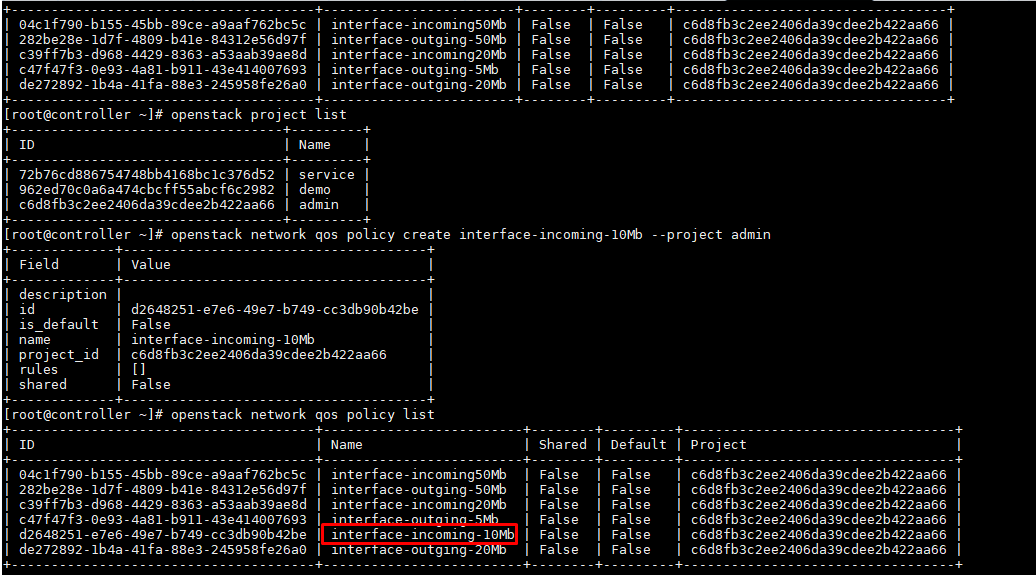 +--------------------------------------+------------------------+--------+---------+----------------------------------+
| 04c1f790-b155-45bb-89ce-a9aaf762bc5c | interface-incoming50Mb | False | False | c6d8fb3c2ee2406da39cdee2b422aa66 |
| 282be28e-1d7f-4809-b41e-84312e56d97f | interface-outging-50Mb | False | False | c6d8fb3c2ee2406da39cdee2b422aa66 |
| c39ff7b3-d968-4429-8363-a53aab39ae8d | interface-incoming20Mb | False | False | c6d8fb3c2ee2406da39cdee2b422aa66 |
| c47f47f3-0e93-4a81-b911-43e414007693 | interface-outging-5Mb | False | False | c6d8fb3c2ee2406da39cdee2b422aa66 |
| de272892-1b4a-41fa-88e3-245958fe26a0 | interface-outging-20Mb | False | False | c6d8fb3c2ee2406da39cdee2b422aa66 |
+--------------------------------------+------------------------+--------+---------+----------------------------------+
[root@controller ~]# openstack project list
+----------------------------------+---------+
| ID | Name |
+----------------------------------+---------+
| 72b76cd886754748bb4168bc1c376d52 | service |
| 962ed70c0a6a474cbcff55abcf6c2982 | demo |
| c6d8fb3c2ee2406da39cdee2b422aa66 | admin |
+----------------------------------+---------+
[root@controller ~]# openstack network qos policy create interface-incoming-10Mb --project admin
+-------------+--------------------------------------+
| Field | Value |
+-------------+--------------------------------------+
| description | |
| id | d2648251-e7e6-49e7-b749-cc3db90b42be |
| is_default | False |
| name | interface-incoming-10Mb |
| project_id | c6d8fb3c2ee2406da39cdee2b422aa66 |
| rules | [] |
| shared | False |
+-------------+--------------------------------------+
[root@controller ~]# openstack network qos policy list
+--------------------------------------+-------------------------+--------+---------+----------------------------------+
| ID | Name | Shared | Default | Project |
+--------------------------------------+-------------------------+--------+---------+----------------------------------+
| 04c1f790-b155-45bb-89ce-a9aaf762bc5c | interface-incoming50Mb | False | False | c6d8fb3c2ee2406da39cdee2b422aa66 |
| 282be28e-1d7f-4809-b41e-84312e56d97f | interface-outging-50Mb | False | False | c6d8fb3c2ee2406da39cdee2b422aa66 |
| c39ff7b3-d968-4429-8363-a53aab39ae8d | interface-incoming20Mb | False | False | c6d8fb3c2ee2406da39cdee2b422aa66 |
| c47f47f3-0e93-4a81-b911-43e414007693 | interface-outging-5Mb | False | False | c6d8fb3c2ee2406da39cdee2b422aa66 |
| d2648251-e7e6-49e7-b749-cc3db90b42be | interface-incoming-10Mb | False | False | c6d8fb3c2ee2406da39cdee2b422aa66 |
| de272892-1b4a-41fa-88e3-245958fe26a0 | interface-outging-20Mb | False | False | c6d8fb3c2ee2406da39cdee2b422aa66 |
+--------------------------------------+-------------------------+--------+---------+----------------------------------+